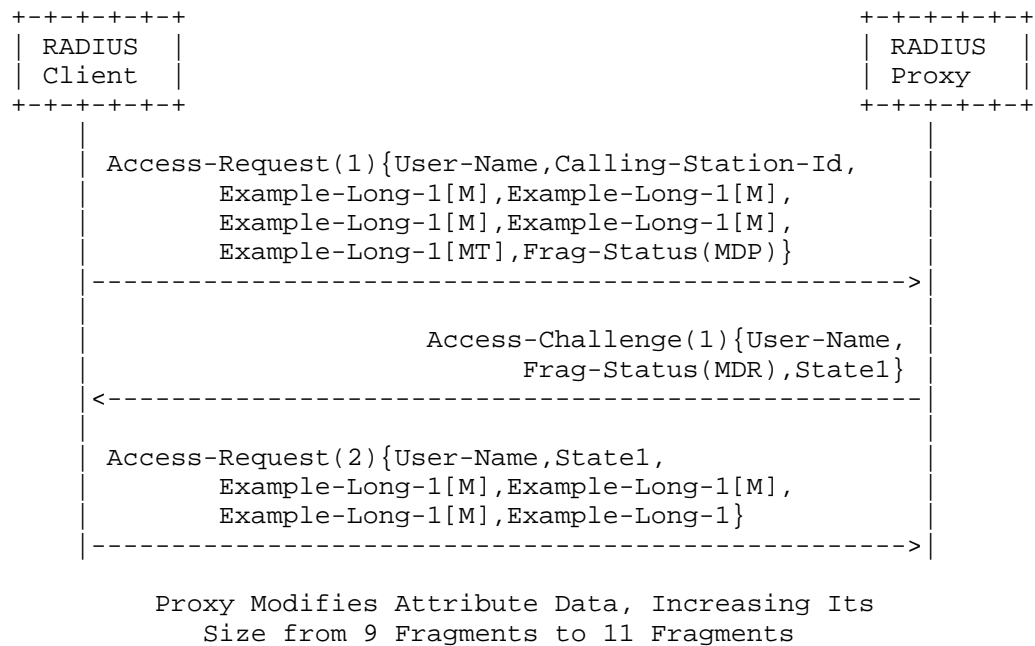 +-+-+-+-+-+ +-+-+-+-+-+
| RADIUS | | RADIUS |
| Client | | Proxy |
+-+-+-+-+-+ +-+-+-+-+-+
| |
| Access-Request(1){User-Name,Calling-Station-Id, |
| Example-Long-1[M],Example-Long-1[M], |
| Example-Long-1[M],Example-Long-1[M], |
| Example-Long-1[MT],Frag-Status(MDP)} |
|--------------------------------------------------->|
| |
| Access-Challenge(1){User-Name, |
| Frag-Status(MDR),State1} |
|<---------------------------------------------------|
| |
| Access-Request(2){User-Name,State1, |
| Example-Long-1[M],Example-Long-1[M], |
| Example-Long-1[M],Example-Long-1} |
|--------------------------------------------------->|
Proxy Modifies Attribute Data, Increasing Its
Size from 9 Fragments to 11 Fragments